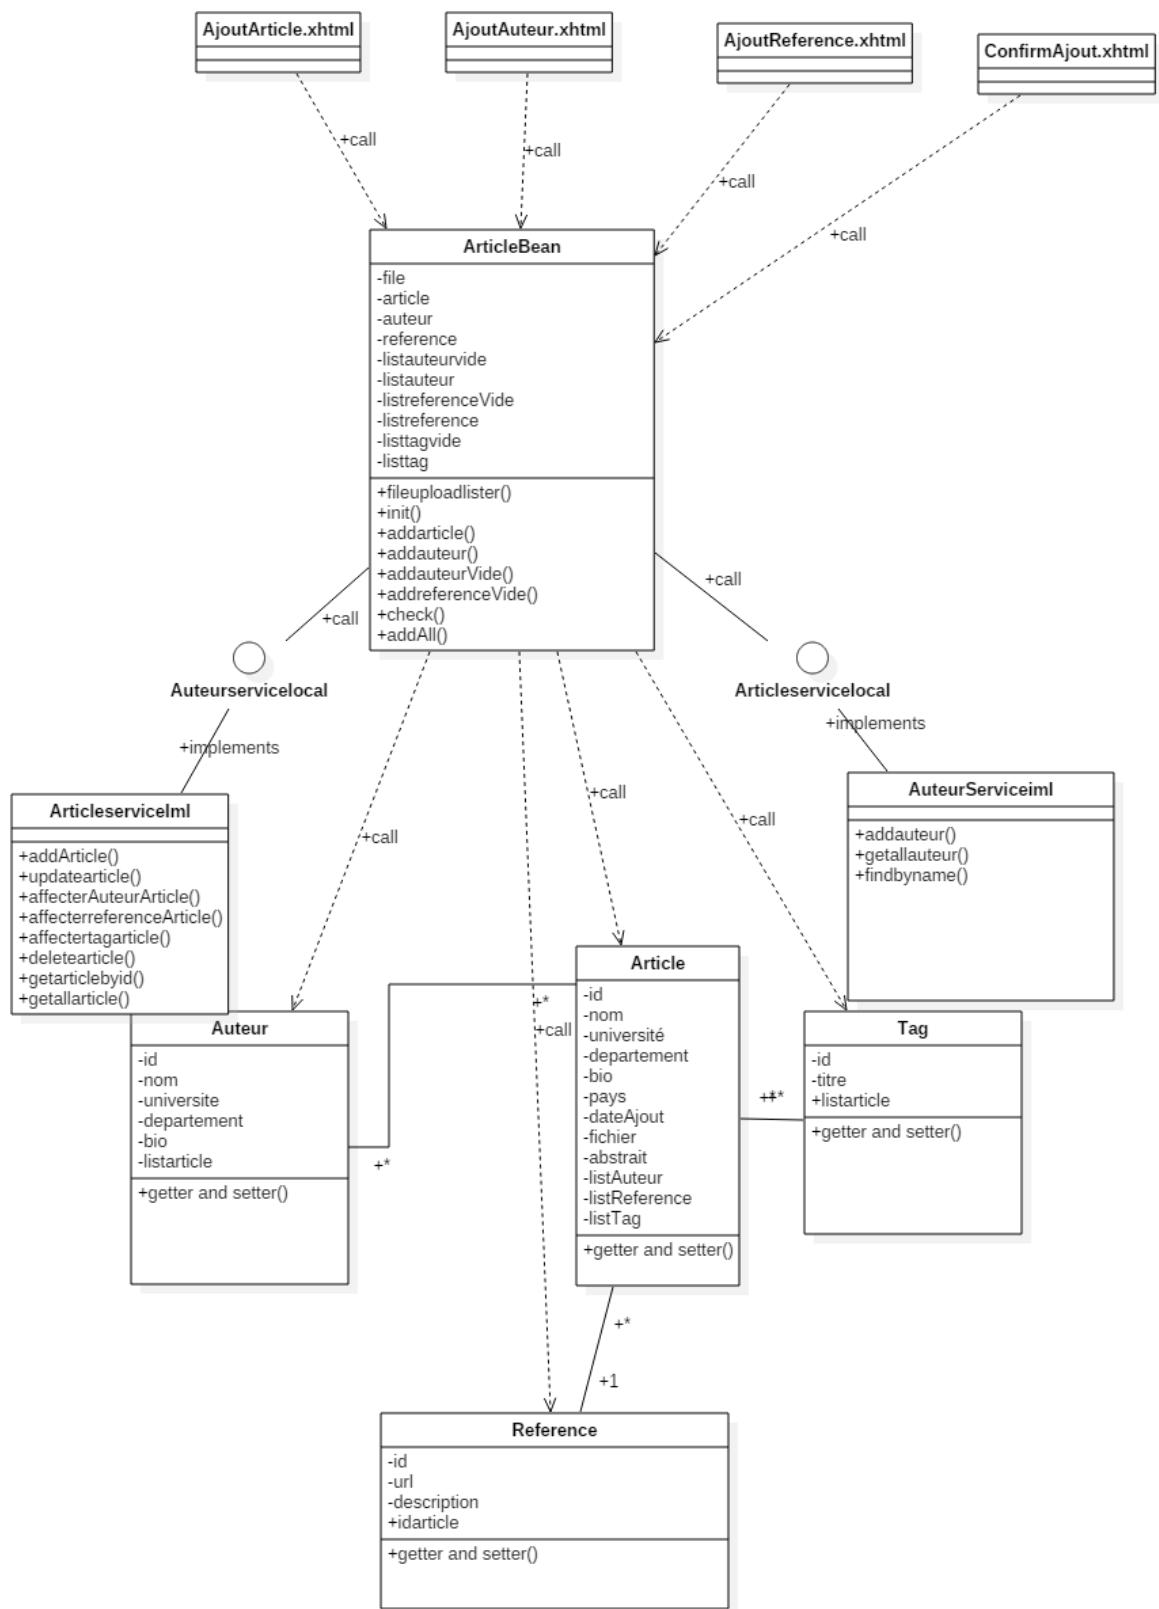 AjoutArticle.xhtml
AjoutAuteur.xhtml
AjoutReference.xhtml
ConfirmAjout.xhtml
+call
+call
+call
+call
ArticleBean
-file
-article
-auteur
-reference
-listauteurvide
-listauteur
-listreferenceVide
-listreference
-listtagvide
-listtag
+fileuploadlister()
+init()
+addarticle()
+addauteur()
+addauteurVide()
+addreferenceVide()
+check()
+addAll()
+call
+call
Auteurservicelocal
Articleservicelocal
+implements
+implements
ArticleserviceIml
+addArticle()
+updatearticle()
+affecterAuteurArticle()
+affecterreferenceArticle()
+affectertagarticle()
+deletearticle()
+getarticlebyid()
+getallarticle()
AuteurServiceiml
+addauteur()
+getallauteur()
+findbyname()
+call
+call
+call
+call
Auteur
-id
-nom
-universite
-departement
-bio
-listarticle
+getter and setter()
+*
+*
Article
-id
-nom
-université
-departement
-bio
-pays
-dateAjout
-fichier
-abstrait
-listAuteur
-listReference
-listTag
+getter and setter()
Tag
-id
-titre
+listarticle
+getter and setter()
+*
+1
Reference
-id
-url
-description
+idarticle
+getter and setter()